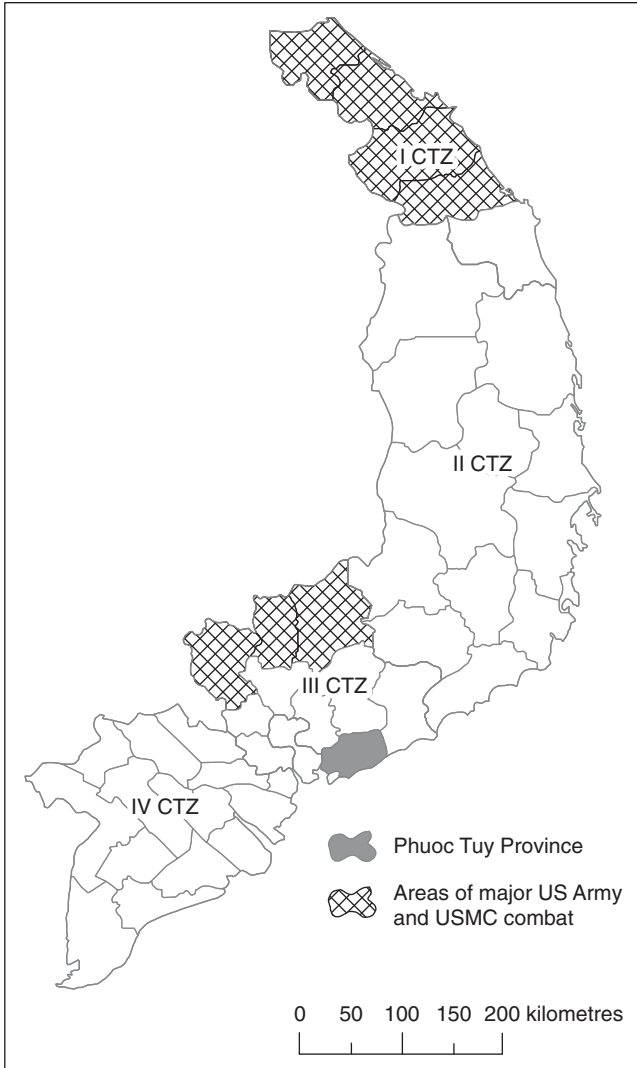 I CTZ
II CTZ
III CTZ
IV CTZ
Phuoc Tuy Province
Areas of major US Army
and USMC combat
0 50 100 150 200 kilometres